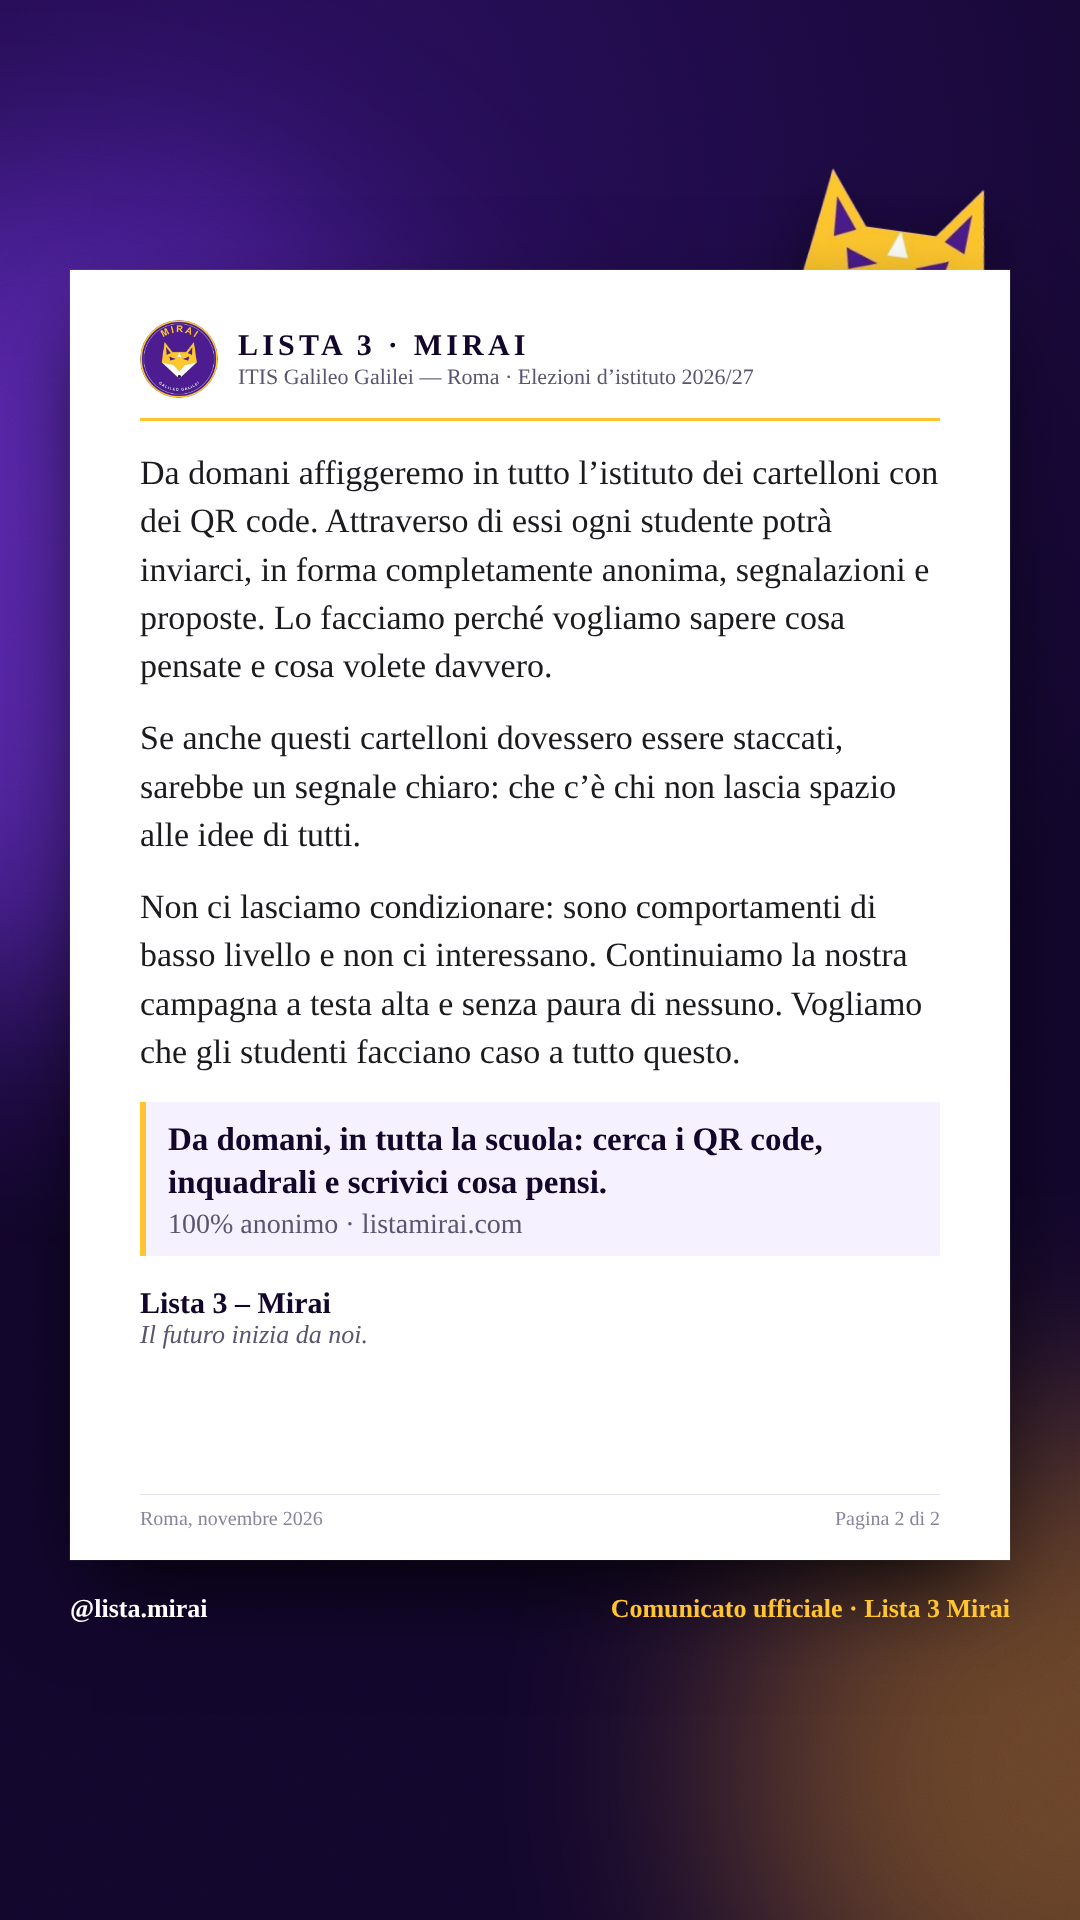 MIRAI
GALILEO GALILEI
LISTA 3 · MIRAI
ITIS Galileo Galilei — Roma · Elezioni d’istituto 2026/27
Da domani affiggeremo in tutto l’istituto dei cartelloni con
dei QR code. Attraverso di essi ogni studente potrà
inviarci, in forma completamente anonima, segnalazioni e
proposte. Lo facciamo perché vogliamo sapere cosa
pensate e cosa volete davvero.
Se anche questi cartelloni dovessero essere staccati,
sarebbe un segnale chiaro: che c’è chi non lascia spazio
alle idee di tutti.
Non ci lasciamo condizionare: sono comportamenti di
basso livello e non ci interessano. Continuiamo la nostra
campagna a testa alta e senza paura di nessuno. Vogliamo
che gli studenti facciano caso a tutto questo.
Da domani, in tutta la scuola: cerca i QR code,
inquadrali e scrivici cosa pensi.
100% anonimo · listamirai.com
Lista 3 – Mirai
Il futuro inizia da noi.
Roma, novembre 2026
Pagina 2 di 2
@lista.mirai
Comunicato ufficiale · Lista 3 Mirai